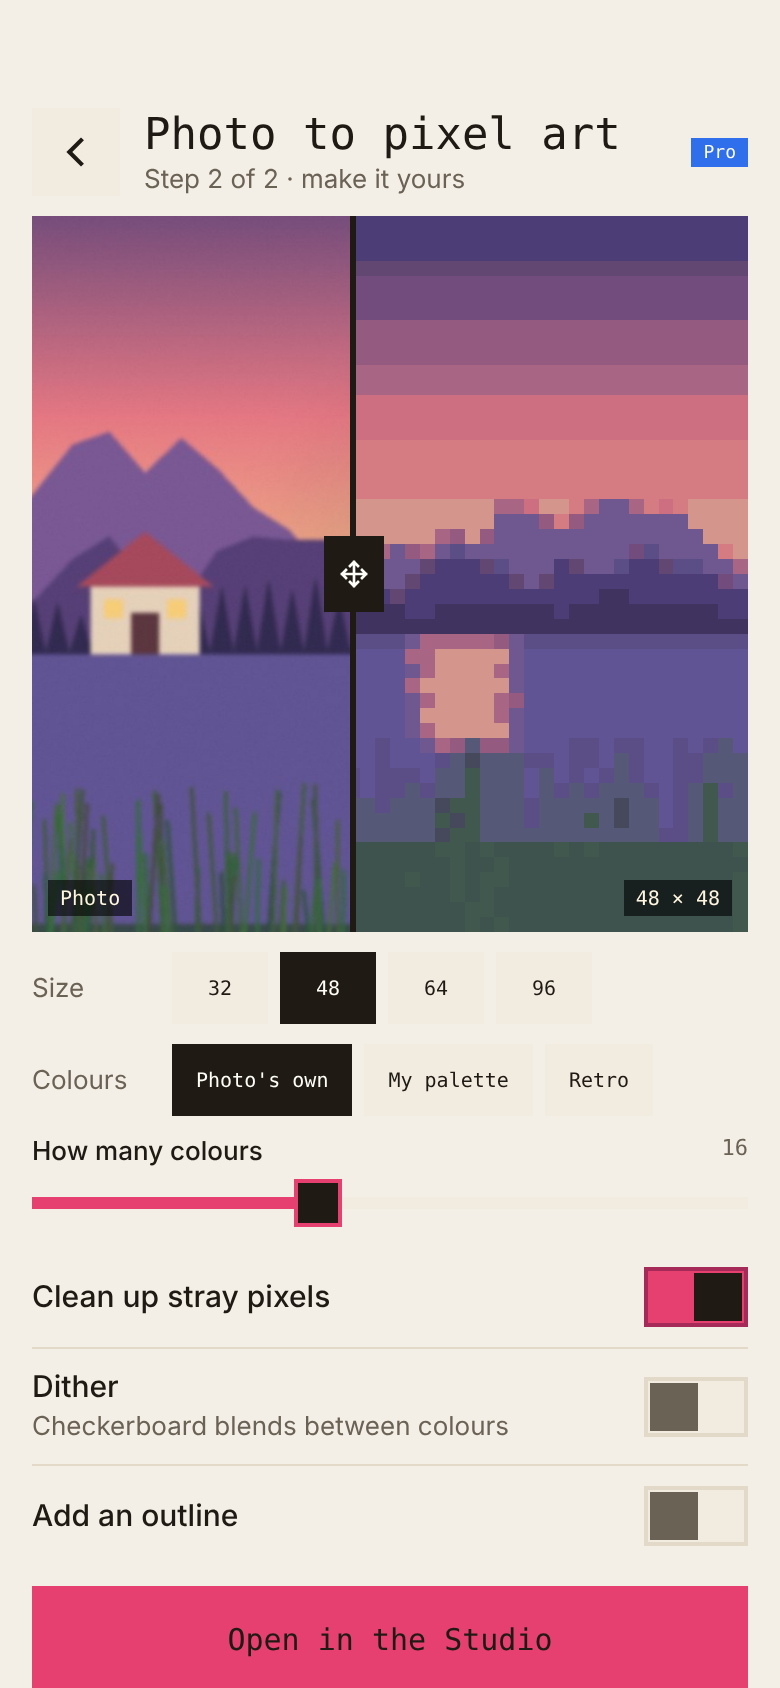 Photo to pixel art
Step 2 of 2 · make it yours
Pro
Photo
48 × 48
Size
32
48
64
96
Colours
Photo's own
My palette
Retro
How many colours
16
Clean up stray pixels
Dither
Checkerboard blends between colours
Add an outline
Open in the Studio